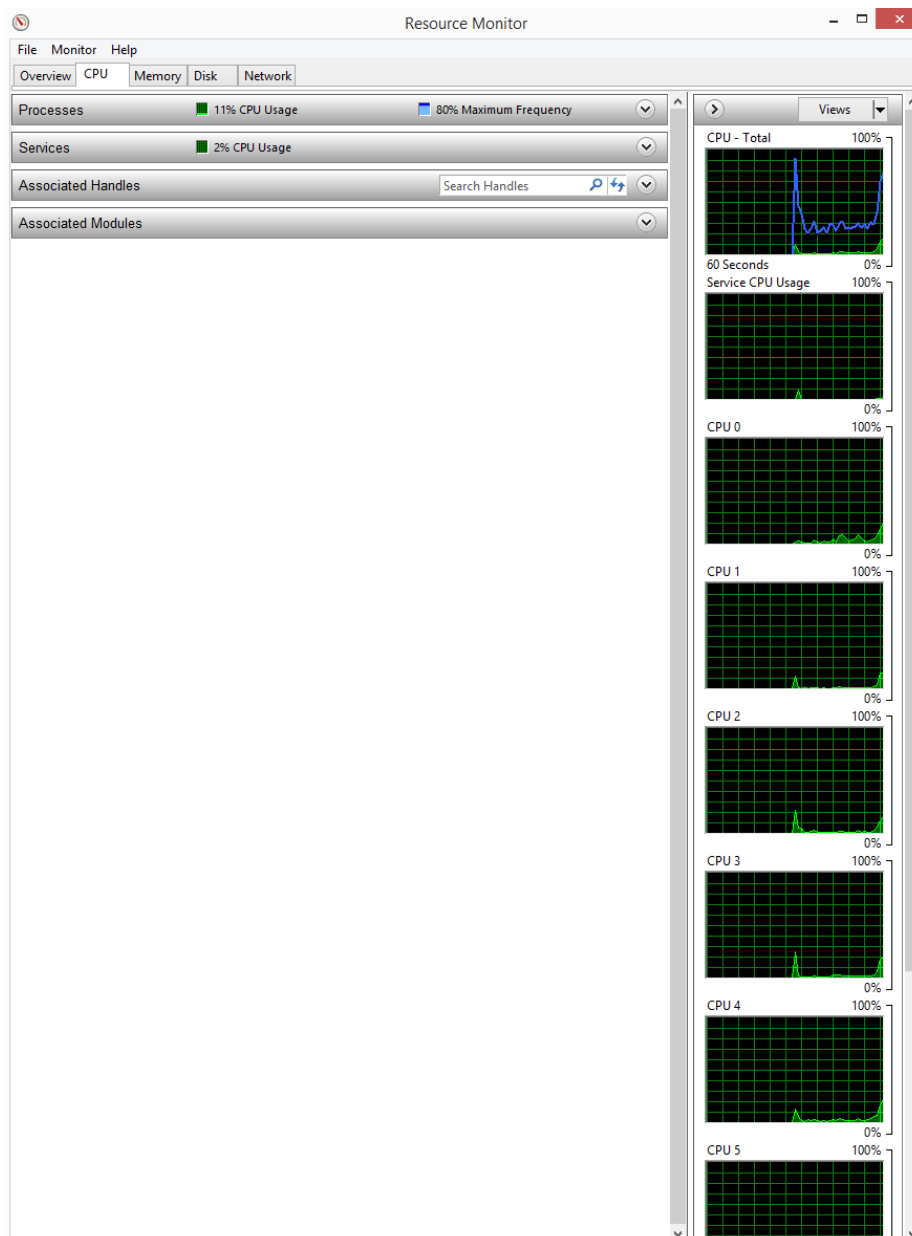 Resource Monitor
File Monitor Help
Overview CPU Memory Disk Network
Processes 11% CPU Usage 80% Maximum Frequency
Services 2% CPU Usage
Associated Handles Search Handles
Associated Modules
Views
CPU - Total 100%
60 Seconds 0%
Service CPU Usage 100%
0%
CPU 0 100%
0%
CPU 1 100%
0%
CPU 2 100%
0%
CPU 3 100%
0%
CPU 4 100%
0%
CPU 5 100%